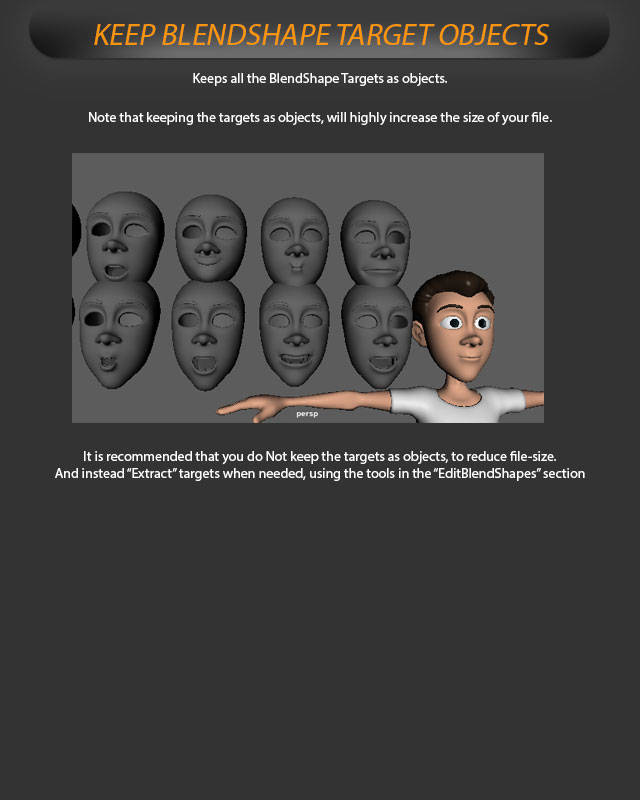 KEEP BLENDSHAPE TARGET OBJECTS
Keeps all the BlendShape Targets as objects.
Note that keeping the targets as objects, will highly increase the size of your file.
persp
It is recommended that you do Not keep the targets as objects, to reduce file-size.
And instead “Extract” targets when needed, using the tools in the “EditBlendShapes” section